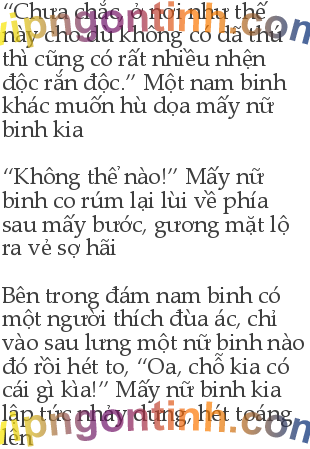 “Chưa chắc, ở nơi như thế
này cho dù không có dã thú
thì cũng có rất nhiều nhện
độc rắn độc.” Một nam binh
khác muốn hù dọa mấy nữ
binh kia
“Không thể nào!” Mấy nữ
binh co rúm lại lùi về phía
sau mấy bước, gương mặt lộ
ra vẻ sợ hãi
Bên trong đám nam binh có
một người thích đùa ác, chỉ
vào sau lưng một nữ binh nào
đó rồi hét to, “Oa, chỗ kia có
cái gì kìa!” Mấy nữ binh kia
lập tức nhảy dựng, hét toáng
lên
vipngontinh.com
vipngontinh.com